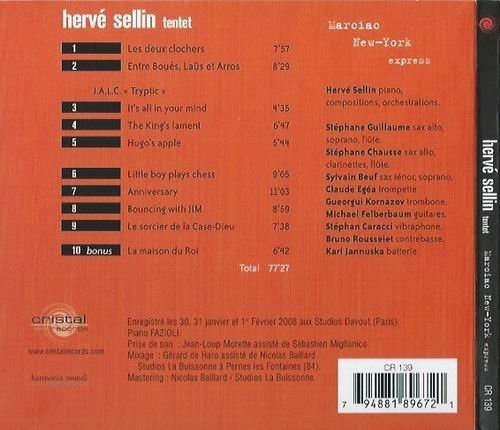 hervé sellin tentet
1 Les deux clochers 7'57
2 Entre Bouès, Laüs et Arros 8'29
J.A.L.C. « Tryptic »
3 It's all in your mind 4'35
4 The King's lament 6'47
5 Hugo's apple 5'44
6 Little boy plays chess 9'05
7 Anniversary 11'03
8 Bouncing with JIM 8'59
9 Le sorcier de la Case-Dieu 7'38
10 bonus La maison du Roi 6'42
Total 77'27
Marciac
New-York
express
Hervé Sellin piano,
compositions, orchestrations.
Stéphane Guillaume sax alto,
soprano, flûte.
Stéphane Chausse sax alto,
clarinettes, flûte.
Sylvain Beuf sax ténor, soprano.
Claude Egéa trompette.
Gueorgui Kornazov trombone.
Michael Felberbaum guitares.
Stéphan Caracci vibraphone.
Bruno Rousselet contrebasse.
Karl Jannuska batterie.
cristal
records
www.cristalrecords.com
harmonia mundi
Enregistré les 30, 31 janvier et 1er Février 2008 aux Studios Davout (Paris).
Piano FAZIOLI.
Prise de son : Jean-Loup Morette assisté de Sébastien Miglianico.
Mixage : Gérard de Haro assisté de Nicolas Baillard
Studios La Buissonne à Pernes les Fontaines (84).
Mastering : Nicolas Baillard / Studios La Buissonne.
CR 139
7 94881 89672 1
hervé sellin tentet
Marciac New-York express
CR 139